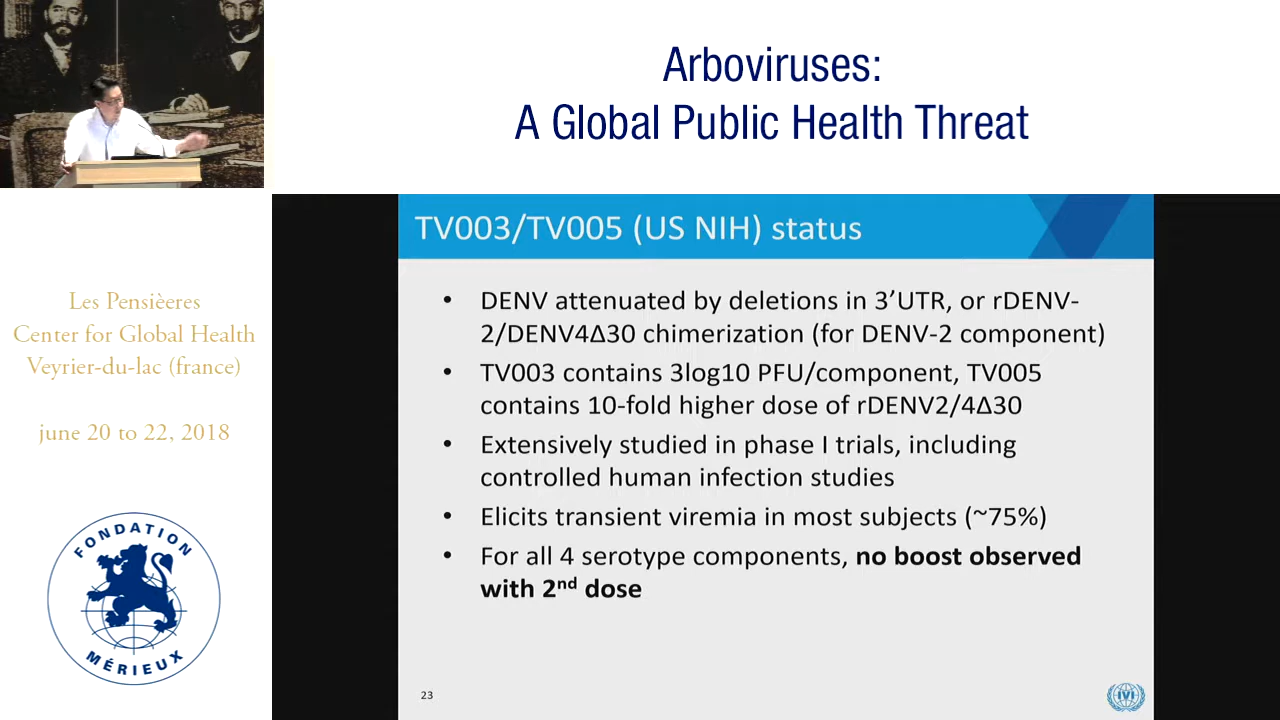 Arboviruses:
A Global Public Health Threat
Les Pensièeres
Center for Global Health
Veyrier-du-lac (france)
june 20 to 22, 2018
FONDATION
MÉRIEUX
TV003/TV005 (US NIH) status
• DENV attenuated by deletions in 3’UTR, or rDENV-
2/DENV4Δ30 chimerization (for DENV-2 component)
• TV003 contains 3log10 PFU/component, TV005
contains 10-fold higher dose of rDENV2/4Δ30
• Extensively studied in phase I trials, including
controlled human infection studies
• Elicits transient viremia in most subjects (~75%)
• For all 4 serotype components, no boost observed
with 2nd dose
23
IVI